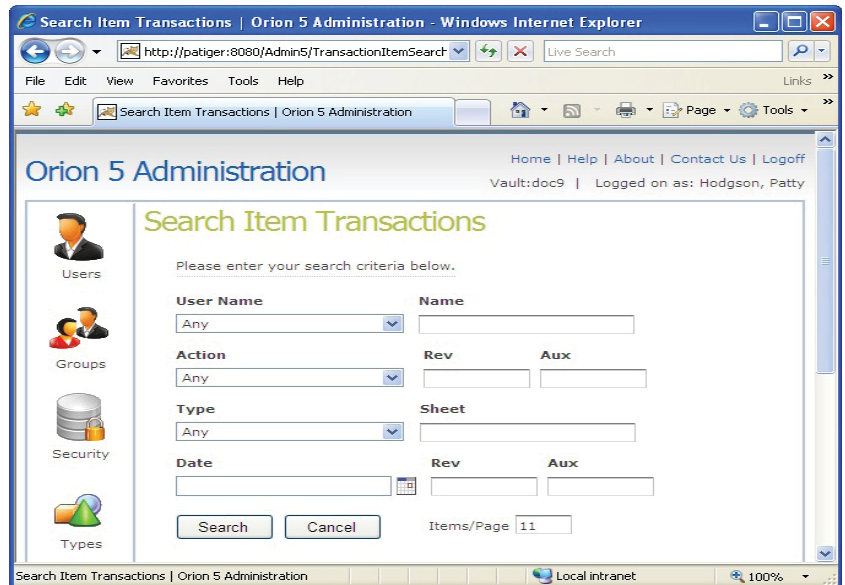 Search Item Transactions | Orion 5 Administration - Windows Internet Explorer
http://patiger:8080/Admin5/TransactionItemSearch
Live Search
File Edit View Favorites Tools Help
Links »
Search Item Transactions | Orion 5 Administration
Page Tools »
Orion 5 Administration
Home | Help | About | Contact Us | Logoff
Vault:doc9 | Logged on as: Hodgson, Patty
Users
Groups
Security
Types
Search Item Transactions
Please enter your search criteria below.
User Name Name
Any
Action Rev Aux
Any
Type Sheet
Any
Date Rev Aux
Search Cancel Items/Page 11
Search Item Transactions | Orion 5 Administration
Local intranet
100%